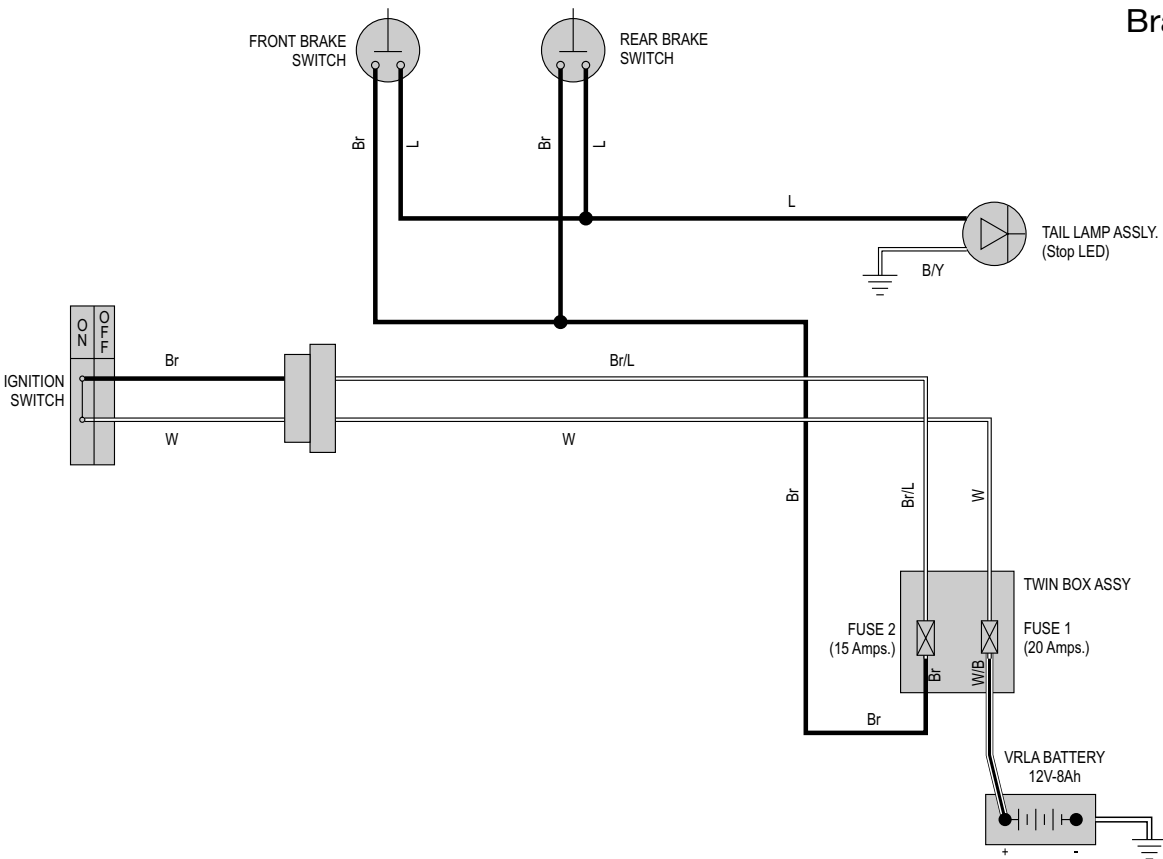 Bra
FRONT BRAKE
SWITCH
REAR BRAKE
SWITCH
Br
L
Br
L
L
TAIL LAMP ASSLY.
(Stop LED)
B/Y
ON
OFF
IGNITION
SWITCH
Br
Br/L
W
W
Br
Br/L
W
TWIN BOX ASSY
FUSE 2
(15 Amps.)
FUSE 1
(20 Amps.)
Br
W/B
Br
VRLA BATTERY
12V-8Ah
+
-